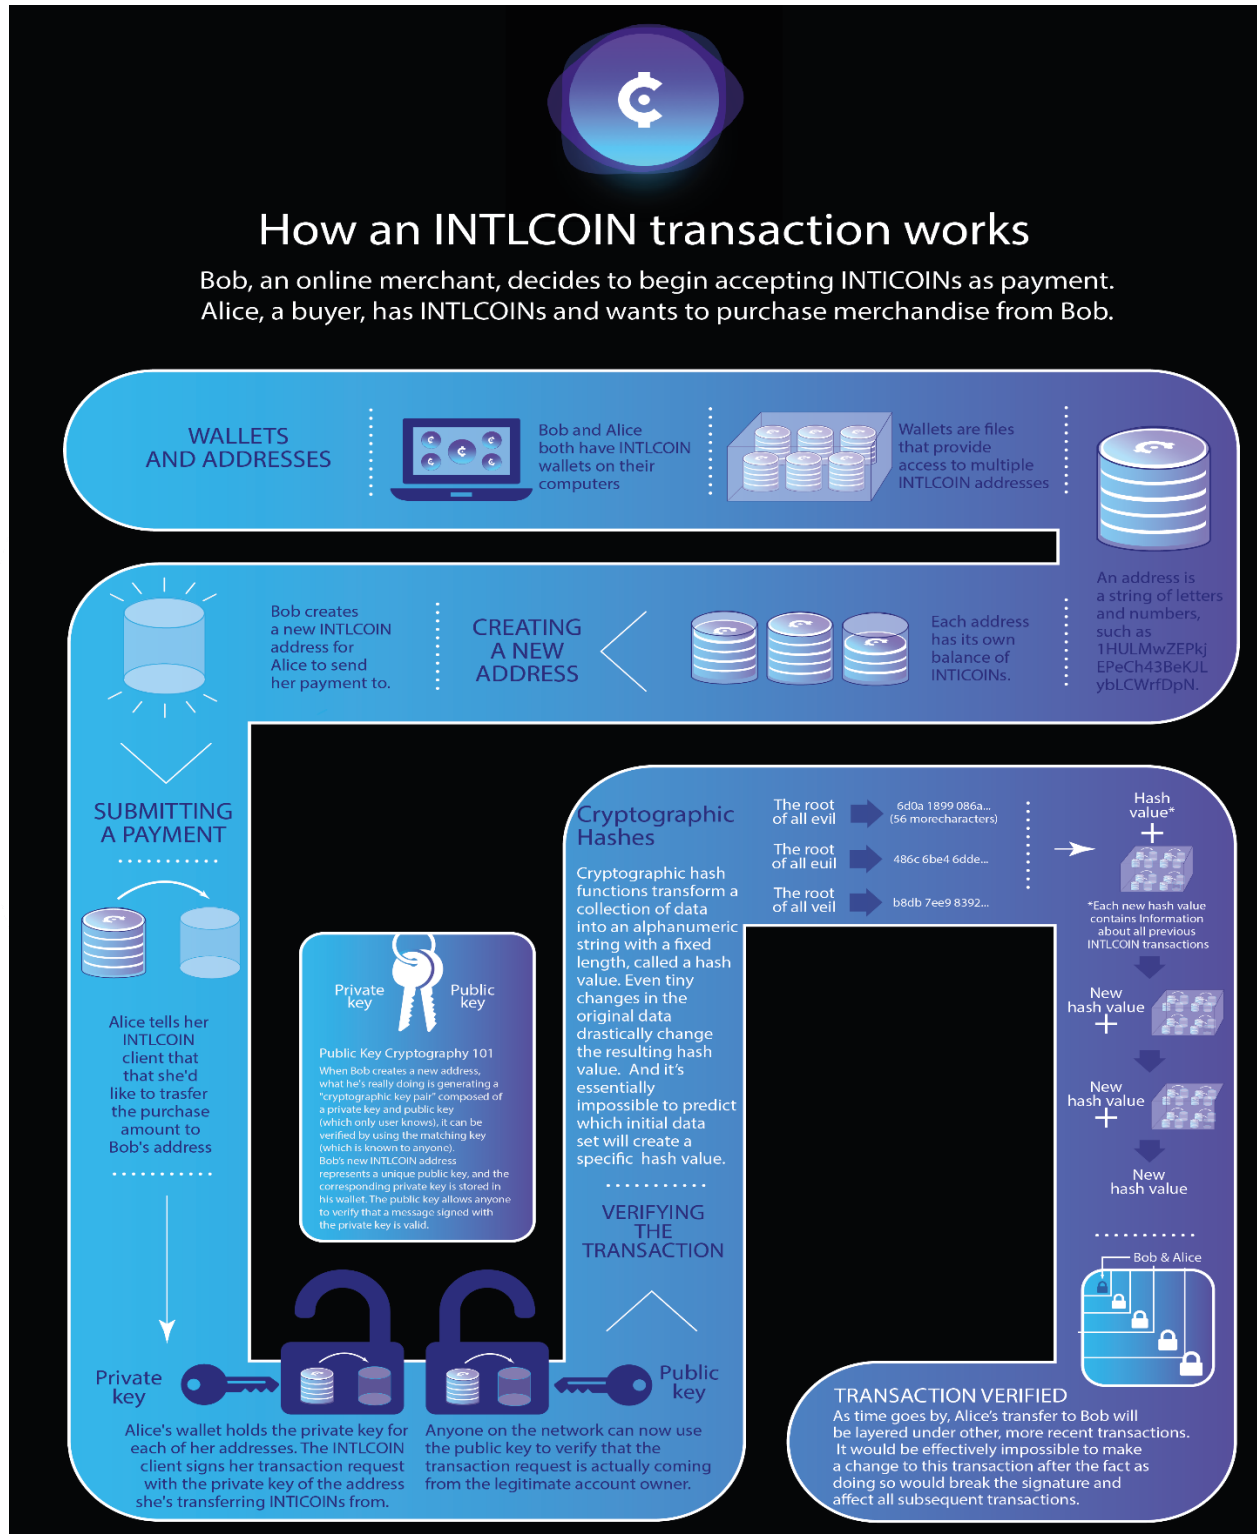 How an INTLCOIN transaction works
Bob, an online merchant, decides to begin accepting INTICOINs as payment.
Alice, a buyer, has INTLCOINs and wants to purchase merchandise from Bob.
WALLETS
AND ADDRESSES
Bob and Alice
both have INTLCOIN
wallets on their
computers
Wallets are files
that provide
access to multiple
INTLCOIN addresses
An address is
a string of letters
and numbers,
such as
1HULMwZEPkj
EPeCh43BeKJL
ybLCWrfDpN.
Each address
has its own
balance of
INTICOINs.
CREATING
A NEW
ADDRESS
Bob creates
a new INTLCOIN
address for
Alice to send
her payment to.
SUBMITTING
A PAYMENT
Alice tells her
INTLCOIN
client that
that she'd
like to trasfer
the purchase
amount to
Bob's address
Private
key
Public
key
Public Key Cryptography 101
When Bob creates a new address,
what he's really doing is generating a
"cryptographic key pair" composed of
a private key and public key
(which only user knows), it can be
verified by using the matching key
(which is known to anyone).
Bob's new INTLCOIN address
represents a unique public key, and the
corresponding private key is stored in
his wallet. The public key allows anyone
to verify that a message signed with
the private key is valid.
Private
key
Alice's wallet holds the private key for
each of her addresses. The INTLCOIN
client signs her transaction request
with the private key of the address
she's transferring INTICOINs from.
Public
key
Anyone on the network can now use
the public key to verify that the
transaction request is actually coming
from the legitimate account owner.
VERIFYING
THE
TRANSACTION
Cryptographic
Hashes
Cryptographic hash
functions transform a
collection of data
into an alphanumeric
string with a fixed
length, called a hash
value. Even tiny
changes in the
original data
drastically change
the resulting hash
value. And it's
essentially
impossible to predict
which initial data
set will create a
specific hash value.
The root
of all evil
6d0a 1899 086a...
(56 morecharacters)
The root
of all euil
486c 6be4 6dde...
The root
of all veil
b8db 7ee9 8392...
Hash
value*
+
*Each new hash value
contains Information
about all previous
INTLCOIN transactions
New
hash value
+
New
hash value
+
New
hash value
Bob & Alice
TRANSACTION VERIFIED
As time goes by, Alice's transfer to Bob will
be layered under other, more recent transactions.
It would be effectively impossible to make
a change to this transaction after the fact as
doing so would break the signature and
affect all subsequent transactions.